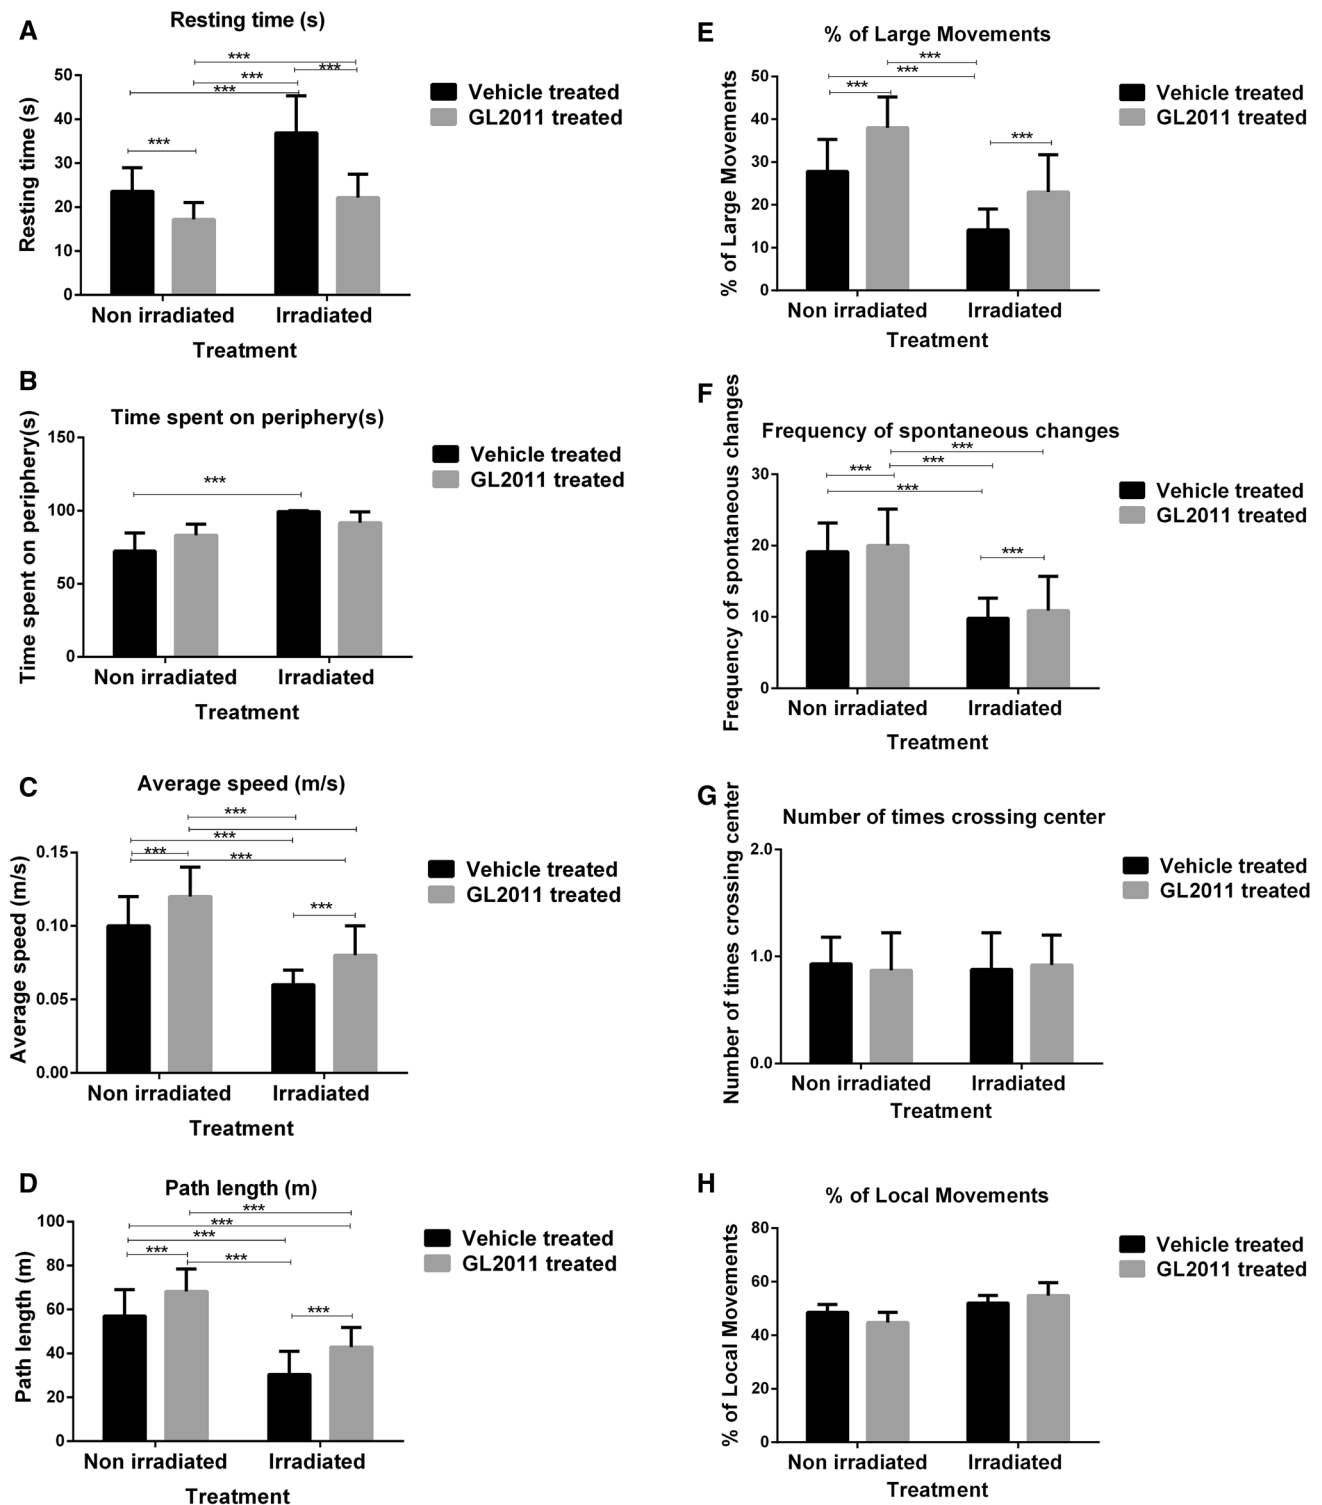 A
Resting time (s)
***
***
***
***
***
Resting time (s)
50
40
30
20
10
0
Non irradiated
Irradiated
Treatment
Vehicle treated
GL2011 treated
B
Time spent on periphery(s)
***
Time spent on periphery(s)
150
100
50
0
Non irradiated
Irradiated
Treatment
Vehicle treated
GL2011 treated
C
Average speed (m/s)
***
***
***
***
***
Average speed (m/s)
0.15
0.10
0.05
0.00
Non irradiated
Irradiated
Treatment
Vehicle treated
GL2011 treated
D
Path length (m)
***
***
***
***
***
***
Path length (m)
100
80
60
40
20
0
Non irradiated
Irradiated
Treatment
Vehicle treated
GL2011 treated
E
% of Large Movements
***
***
***
***
% of Large Movements
50
40
30
20
10
0
Non irradiated
Irradiated
Treatment
Vehicle treated
GL2011 treated
F
Frequency of spontaneous changes
***
***
***
***
***
Frequency of spontaneous changes
30
20
10
0
Non irradiated
Irradiated
Treatment
Vehicle treated
GL2011 treated
G
Number of times crossing center
Number of times crossing center
2.0
1.0
0.0
Non irradiated
Irradiated
Treatment
Vehicle treated
GL2011 treated
H
% of Local Movements
% of Local Movements
80
60
40
20
0
Non irradiated
Irradiated
Treatment
Vehicle treated
GL2011 treated